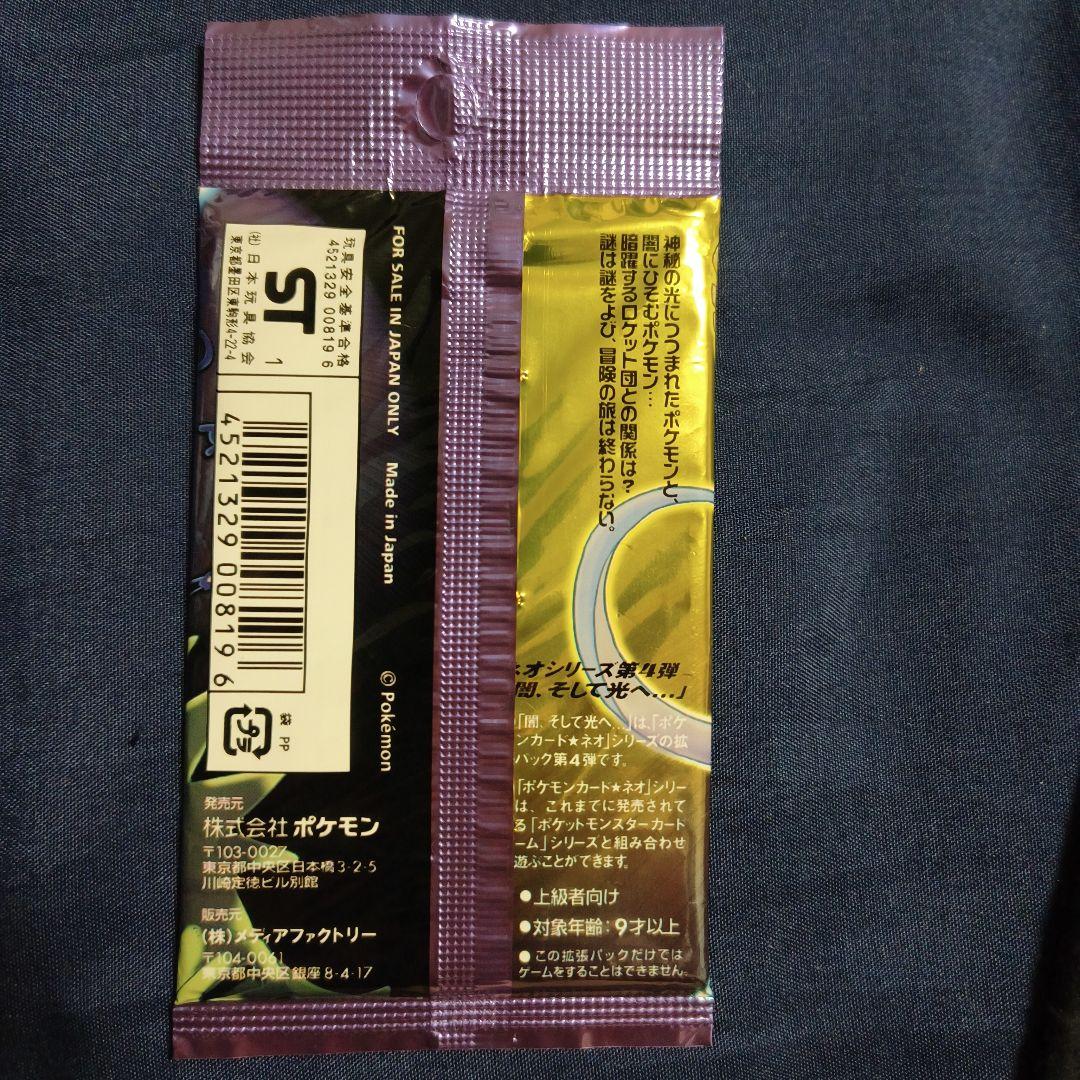 神秘の光につつまれたポケモンと、
闇にひそむポケモン…
暗躍するロケット団との関係は?
謎は謎をよび、冒険の旅は終わらない。
玩具安全基準合格
4521329 00819 6
ST 1
(社)日本玩具協会
東京都墨田区東駒形4-22-4
4521329 00819 6
袋 PP
プラ
FOR SALE IN JAPAN ONLY Made in Japan © Pokémon
発売元
株式会社 ポケモン
〒103-0027
東京都中央区日本橋3-2-5
川崎定徳ビル別館
販売元
(株)メディアファクトリー
〒104-0061
東京都中央区銀座8-4-17
ネオシリーズ第4弾
闇、そして光へ…」
「闇、そして光へ…」は、「ポケ
ンカード★ネオ」シリーズの拡
パック第4弾です。
「ポケモンカード★ネオ」シリー
は、これまでに発売されて
る「ポケットモンスターカード
ーム」シリーズと組み合わせ
遊ぶことができます。
●上級者向け
●対象年齢:9才以上
●この拡張パックだけでは
ゲームをすることはできません。